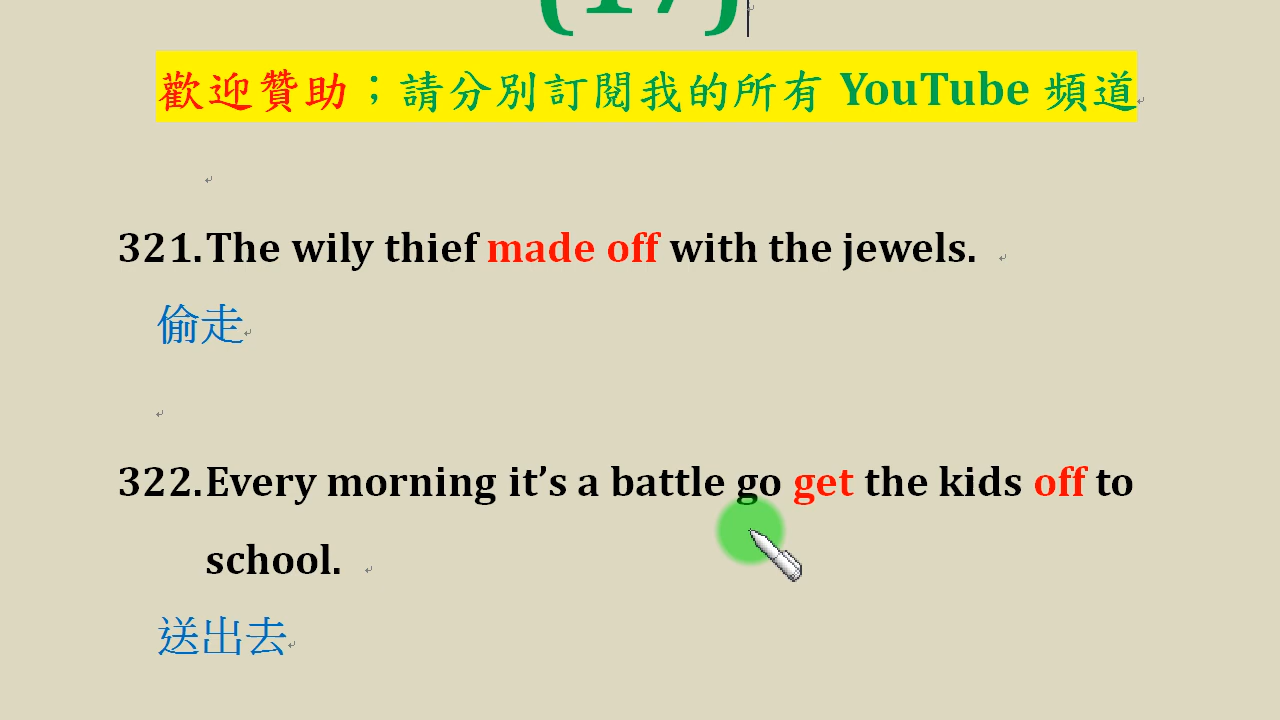 (17)
歡迎贊助；請分別訂閱我的所有 YouTube 頻道
321. The wily thief made off with the jewels.
偷走
322. Every morning it’s a battle go get the kids off to
school.
送出去